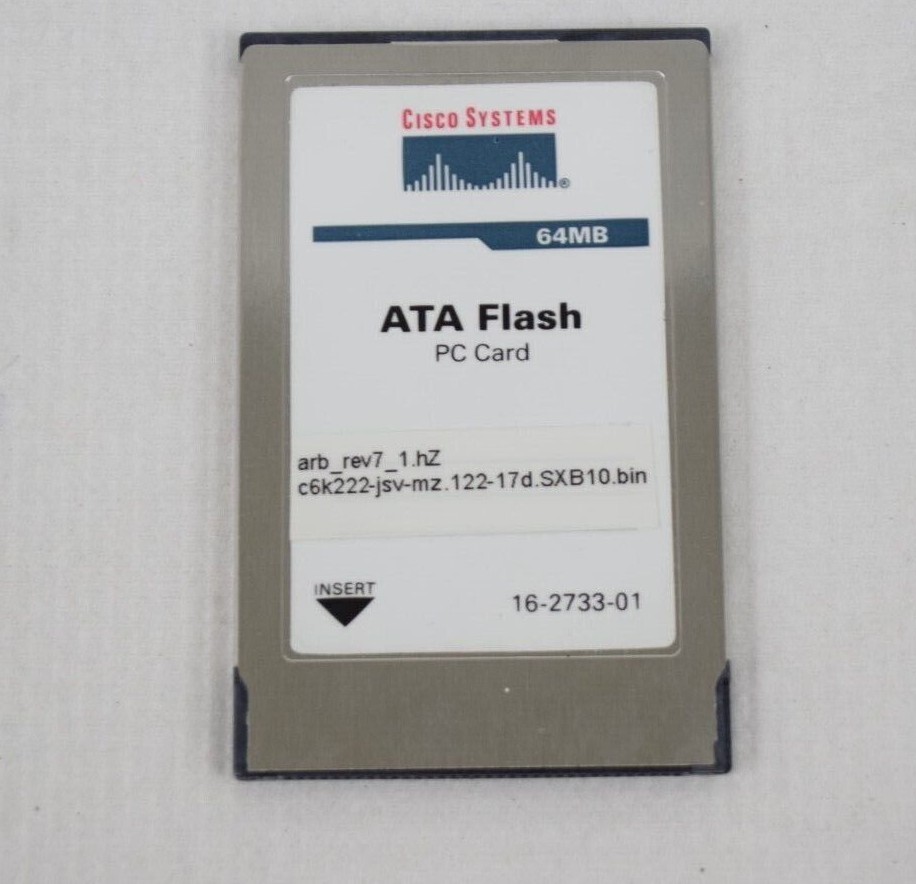 CISCO SYSTEMS
®
64MB
ATA Flash
PC Card
arb_rev7_1.hZ
c6k222-jsv-mz.122-17d.SXB10.bin
INSERT
16-2733-01